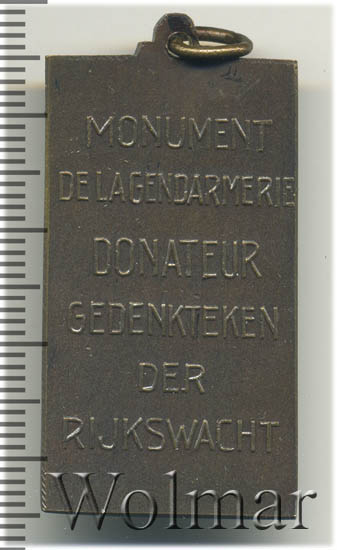 MONUMENT
DE LA GENDARMERIE
DONATEUR
GEDENKTEKEN
DER
RIJKSWACHT
Wolmar